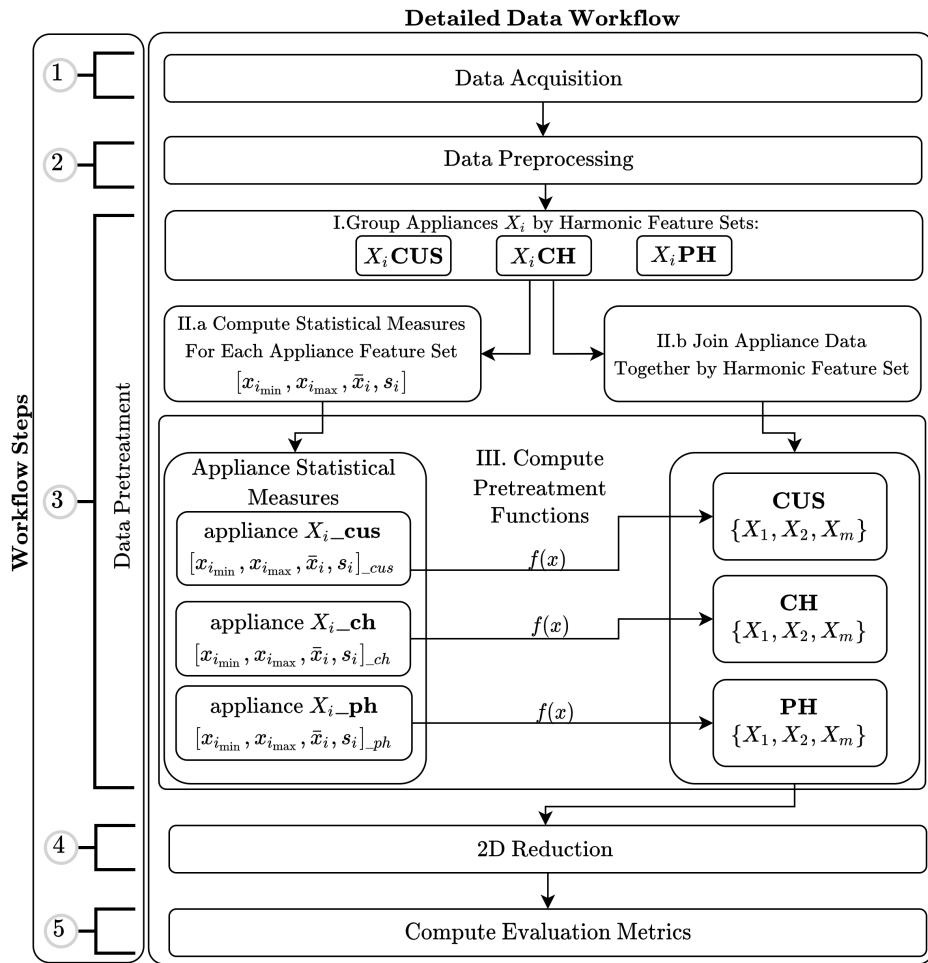 Detailed Data Workflow
Workflow Steps
Data Pretreatment
1
Data Acquisition
2
Data Preprocessing
3
I.Group Appliances X_i by Harmonic Feature Sets:
X_i CUS
X_i CH
X_i PH
II.a Compute Statistical Measures
For Each Appliance Feature Set
[x_{i_min}, x_{i_max}, x̄_i, s_i]
II.b Join Appliance Data
Together by Harmonic Feature Set
III. Compute
Pretreatment
Functions
Appliance Statistical
Measures
appliance X_i_cus
[x_{i_min}, x_{i_max}, x̄_i, s_i]_cus
appliance X_i_ch
[x_{i_min}, x_{i_max}, x̄_i, s_i]_ch
appliance X_i_ph
[x_{i_min}, x_{i_max}, x̄_i, s_i]_ph
f(x)
f(x)
f(x)
CUS
{X_1, X_2, X_m}
CH
{X_1, X_2, X_m}
PH
{X_1, X_2, X_m}
4
2D Reduction
5
Compute Evaluation Metrics